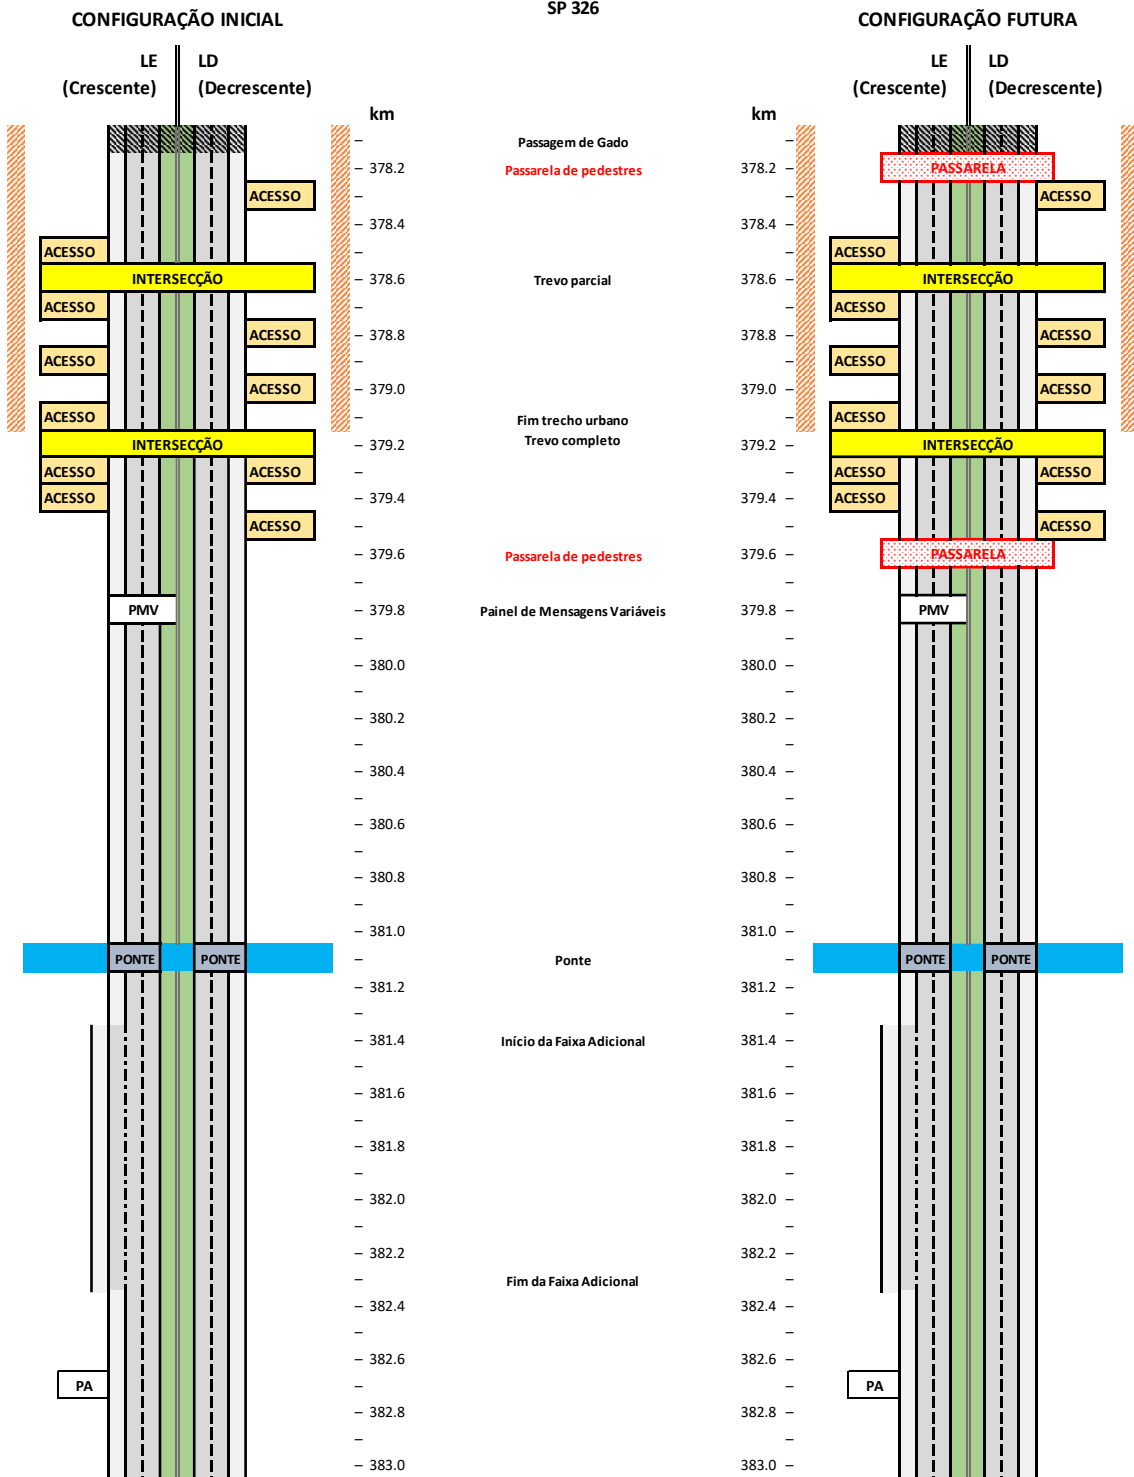 SP 326
CONFIGURAÇÃO INICIAL CONFIGURAÇÃO FUTURA
LE LD LE LD
(Crescente) (Decrescente) (Crescente) (Decrescente)
km km
– Passagem de Gado –
– 378.2 Passarela de pedestres 378.2 – PASSARELA
ACESSO – – ACESSO
– 378.4 378.4 –
ACESSO – – ACESSO
INTERSECÇÃO – 378.6 Trevo parcial 378.6 – INTERSECÇÃO
ACESSO – – ACESSO
ACESSO – 378.8 378.8 – ACESSO
ACESSO – – ACESSO
ACESSO – 379.0 379.0 – ACESSO
ACESSO – Fim trecho urbano – ACESSO
INTERSECÇÃO – 379.2 Trevo completo 379.2 – INTERSECÇÃO
ACESSO ACESSO – – ACESSO ACESSO
ACESSO – 379.4 379.4 – ACESSO
ACESSO – – ACESSO
– 379.6 Passarela de pedestres 379.6 – PASSARELA
– –
PMV – 379.8 Painel de Mensagens Variáveis 379.8 – PMV
– –
– 380.0 380.0 –
– –
– 380.2 380.2 –
– –
– 380.4 380.4 –
– –
– 380.6 380.6 –
– –
– 380.8 380.8 –
– –
– 381.0 381.0 –
PONTE PONTE – Ponte – PONTE PONTE
– 381.2 381.2 –
– –
– 381.4 Início da Faixa Adicional 381.4 –
– –
– 381.6 381.6 –
– –
– 381.8 381.8 –
– –
– 382.0 382.0 –
– –
– 382.2 382.2 –
– Fim da Faixa Adicional –
– 382.4 382.4 –
– –
– 382.6 382.6 –
PA – – PA
– 382.8 382.8 –
– –
– 383.0 383.0 –